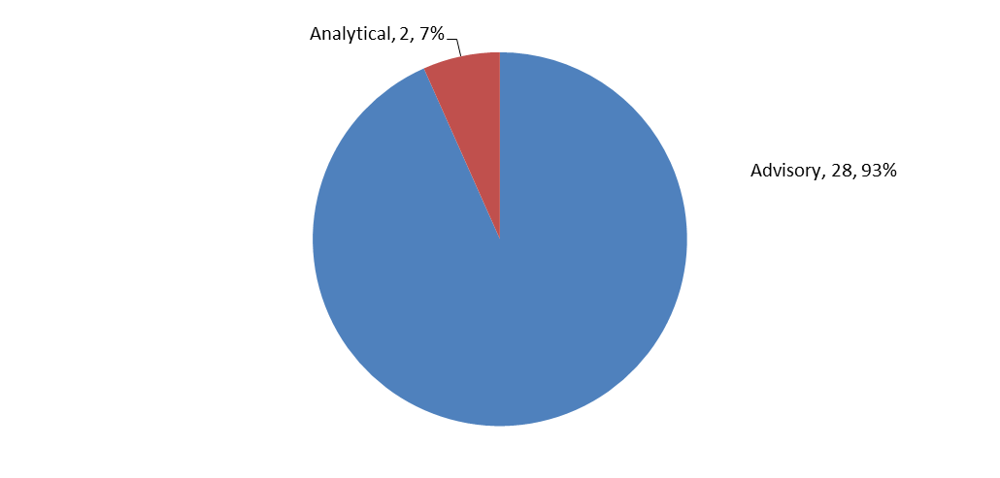 Analytical, 2, 7%
Advisory, 28, 93%